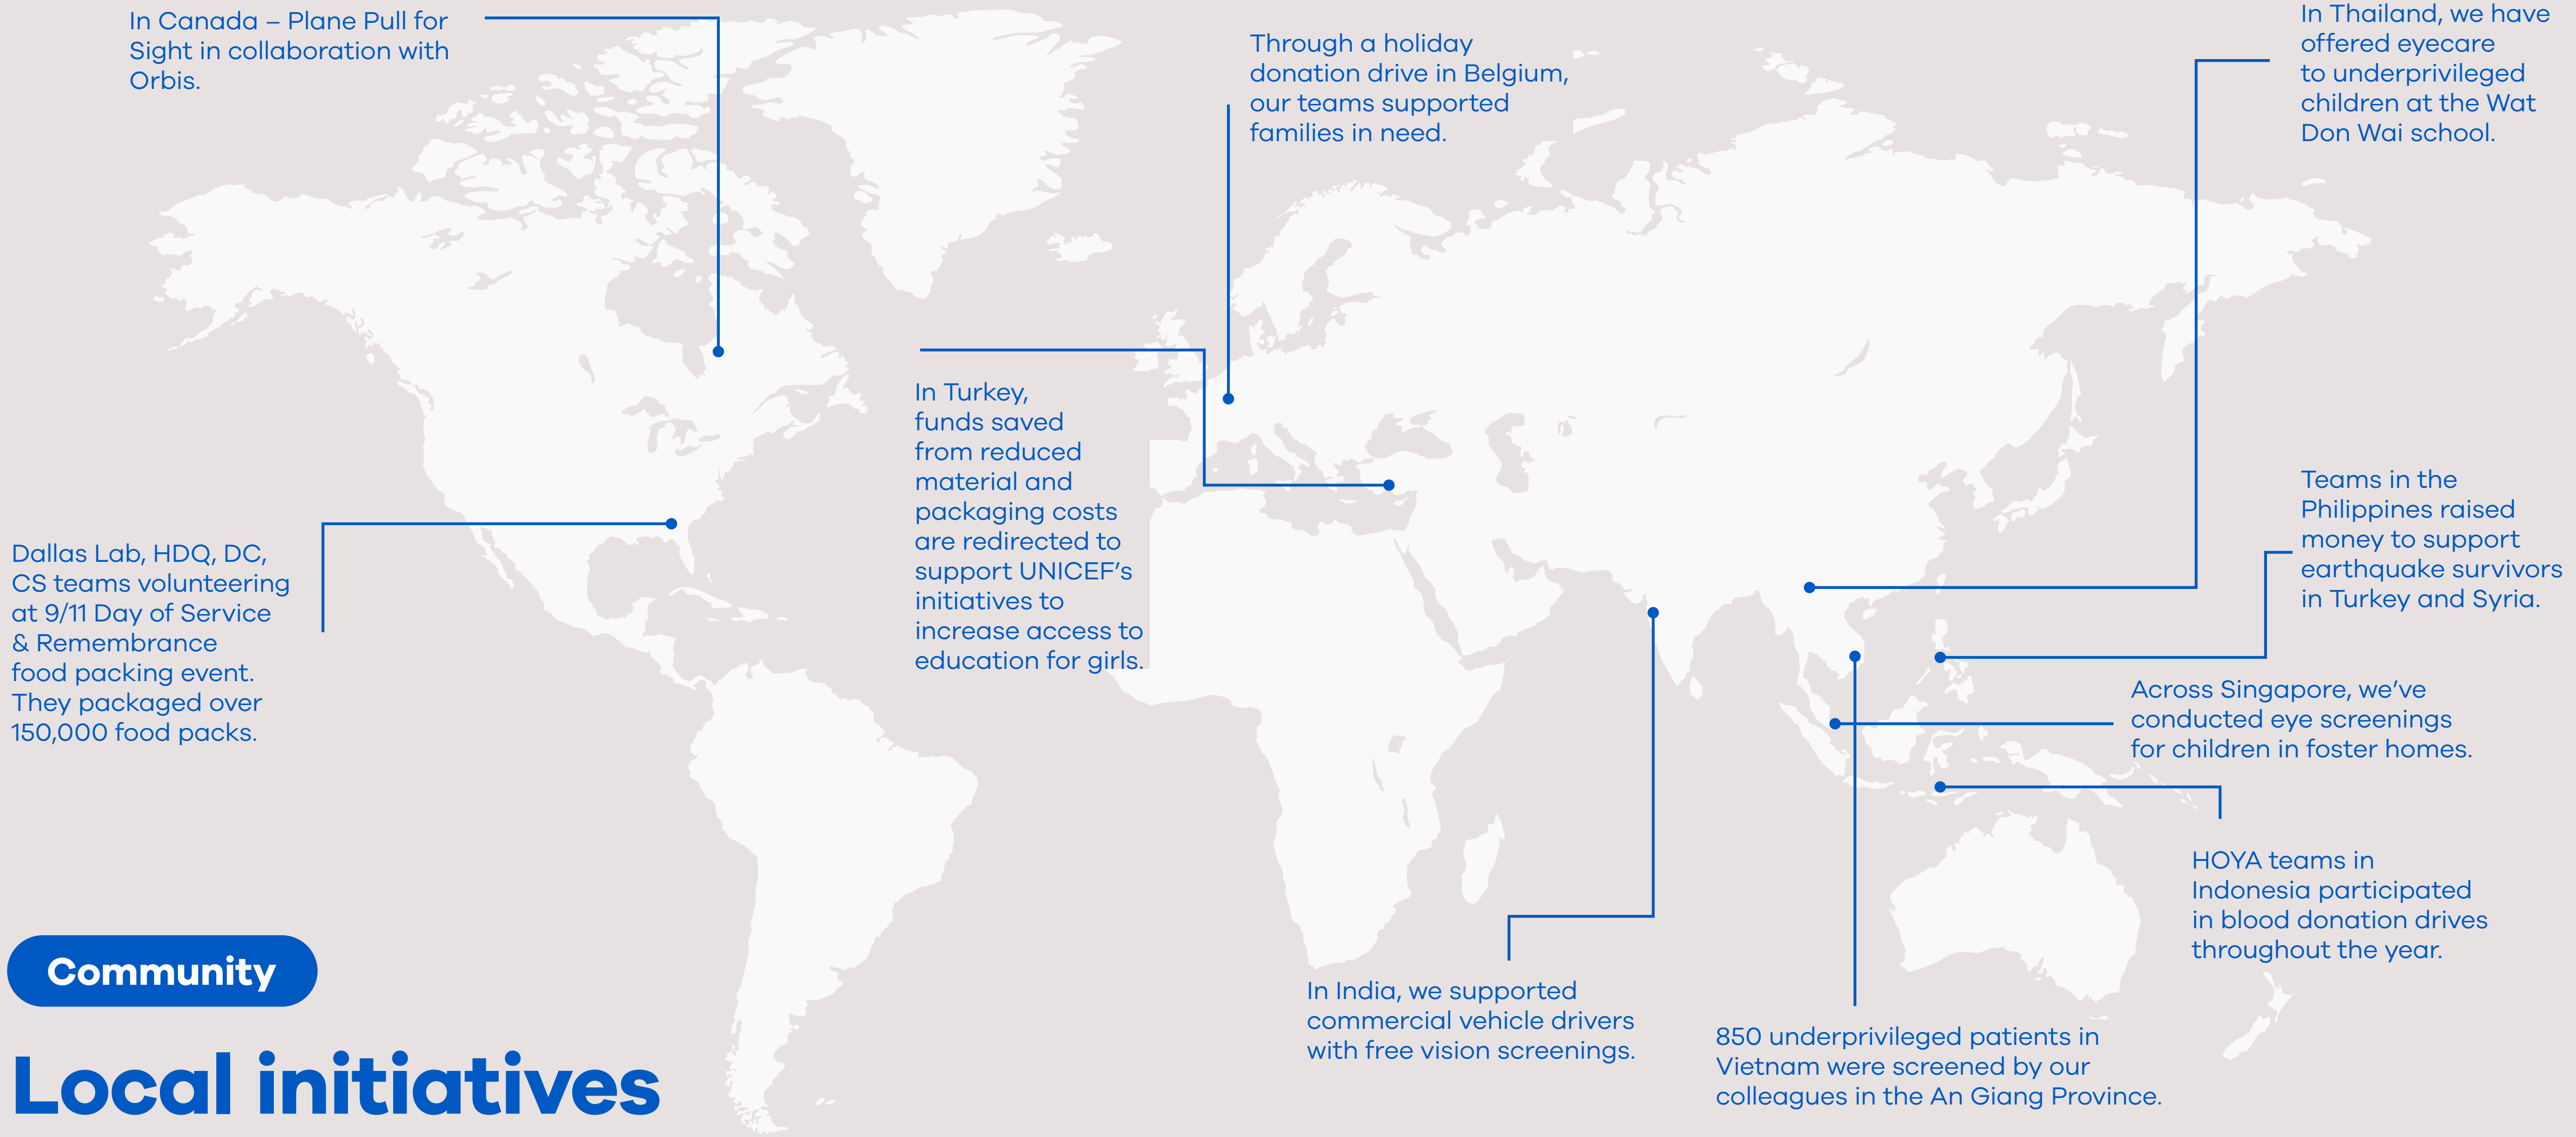 In Canada – Plane Pull for
Sight in collaboration with
Orbis.
Through a holiday
donation drive in Belgium,
our teams supported
families in need.
In Thailand, we have
offered eyecare
to underprivileged
children at the Wat
Don Wai school.
In Turkey,
funds saved
from reduced
material and
packaging costs
are redirected to
support UNICEF’s
initiatives to
increase access to
education for girls.
Teams in the
Philippines raised
money to support
earthquake survivors
in Turkey and Syria.
Dallas Lab, HDQ, DC,
CS teams volunteering
at 9/11 Day of Service
& Remembrance
food packing event.
They packaged over
150,000 food packs.
Across Singapore, we’ve
conducted eye screenings
for children in foster homes.
HOYA teams in
Indonesia participated
in blood donation drives
throughout the year.
In India, we supported
commercial vehicle drivers
with free vision screenings.
850 underprivileged patients in
Vietnam were screened by our
colleagues in the An Giang Province.
Community
Local initiatives